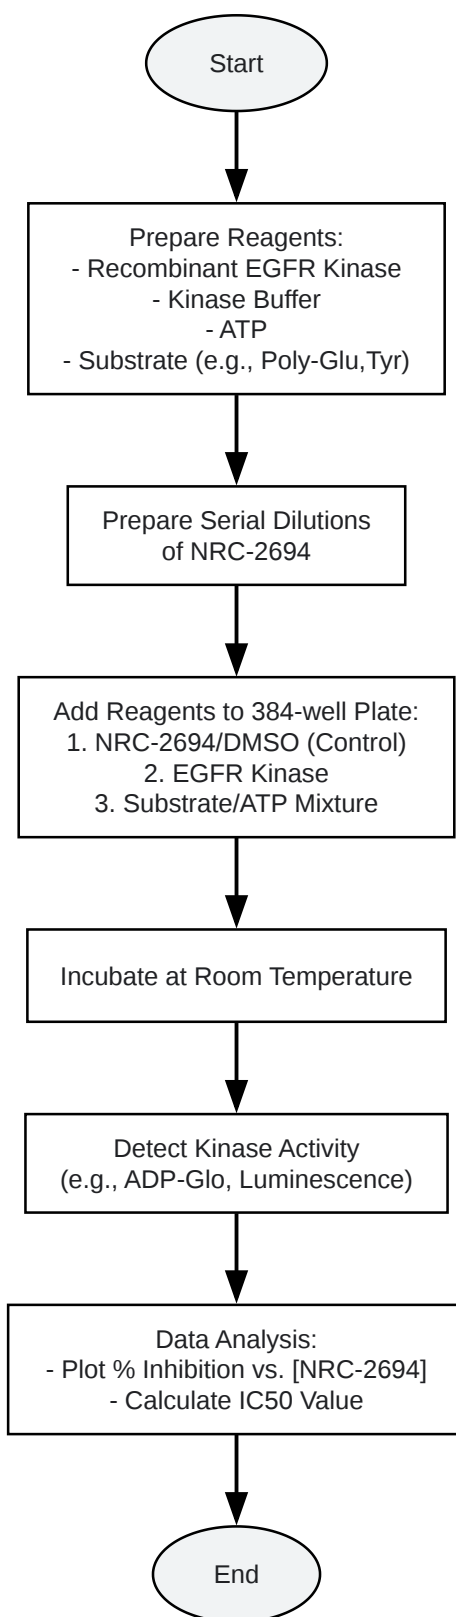 Start
Prepare Reagents:
- Recombinant EGFR Kinase
- Kinase Buffer
- ATP
- Substrate (e.g., Poly-Glu,Tyr)
Prepare Serial Dilutions
of NRC-2694
Add Reagents to 384-well Plate:
1. NRC-2694/DMSO (Control)
2. EGFR Kinase
3. Substrate/ATP Mixture
Incubate at Room Temperature
Detect Kinase Activity
(e.g., ADP-Glo, Luminescence)
Data Analysis:
- Plot % Inhibition vs. [NRC-2694]
- Calculate IC50 Value
End